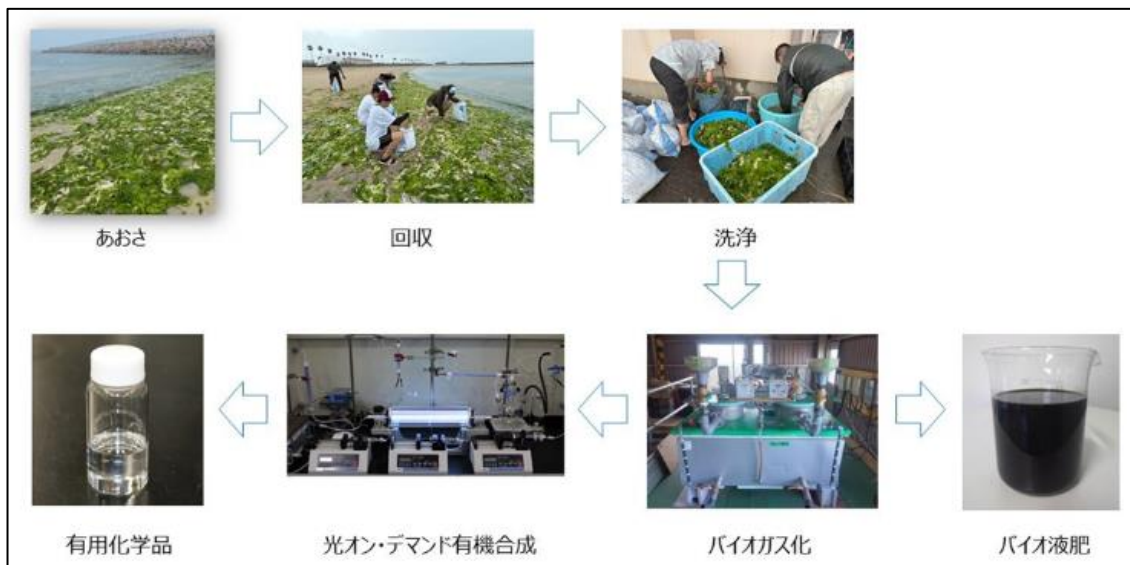 あおさ
回収
洗浄
有用化学品
光オン・デマンド有機合成
バイオガス化
バイオ液肥